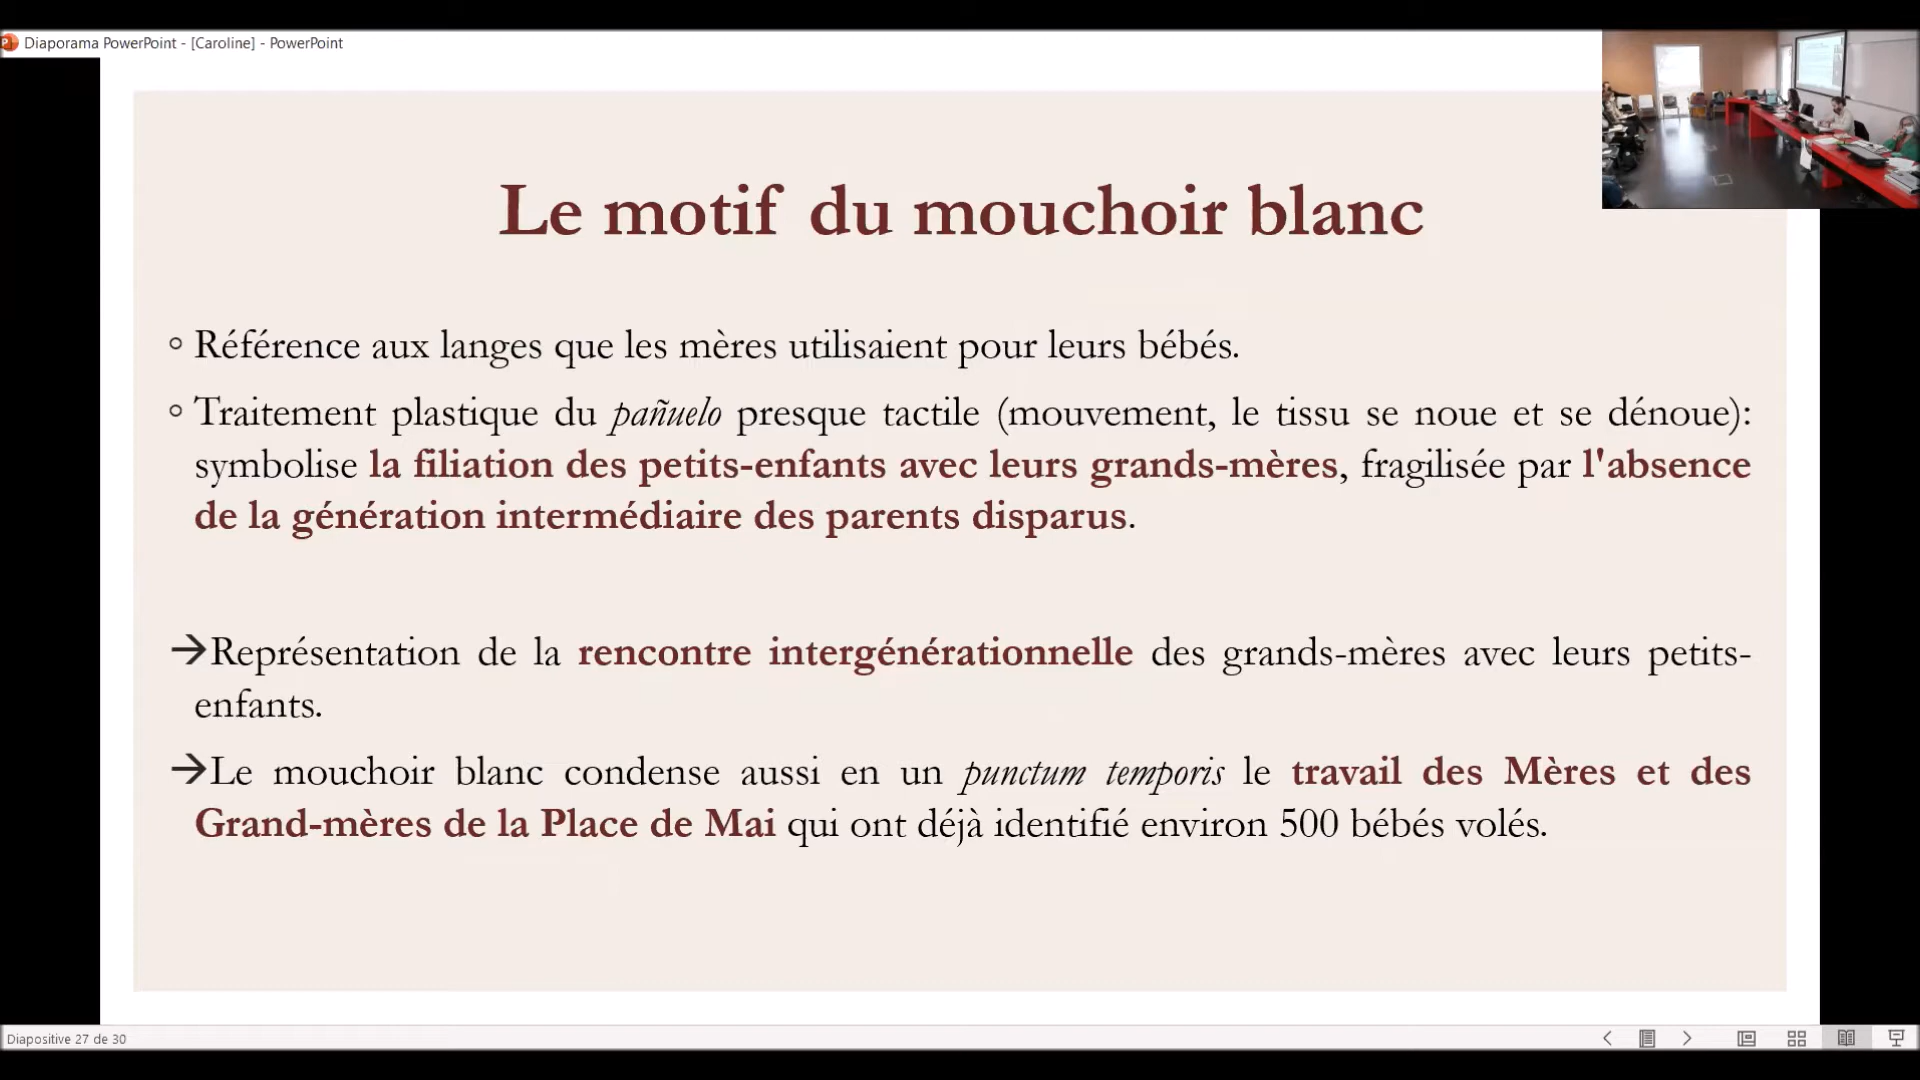 Diaporama PowerPoint - [Caroline] - PowerPoint
Le motif du mouchoir blanc
◦ Référence aux langes que les mères utilisaient pour leurs bébés.
◦ Traitement plastique du pañuelo presque tactile (mouvement, le tissu se noue et se dénoue):
symbolise la filiation des petits-enfants avec leurs grands-mères, fragilisée par l'absence
de la génération intermédiaire des parents disparus.
→Représentation de la rencontre intergénérationnelle des grands-mères avec leurs petits-
enfants.
→Le mouchoir blanc condense aussi en un punctum temporis le travail des Mères et des
Grand-mères de la Place de Mai qui ont déjà identifié environ 500 bébés volés.
Diapositive 27 de 30